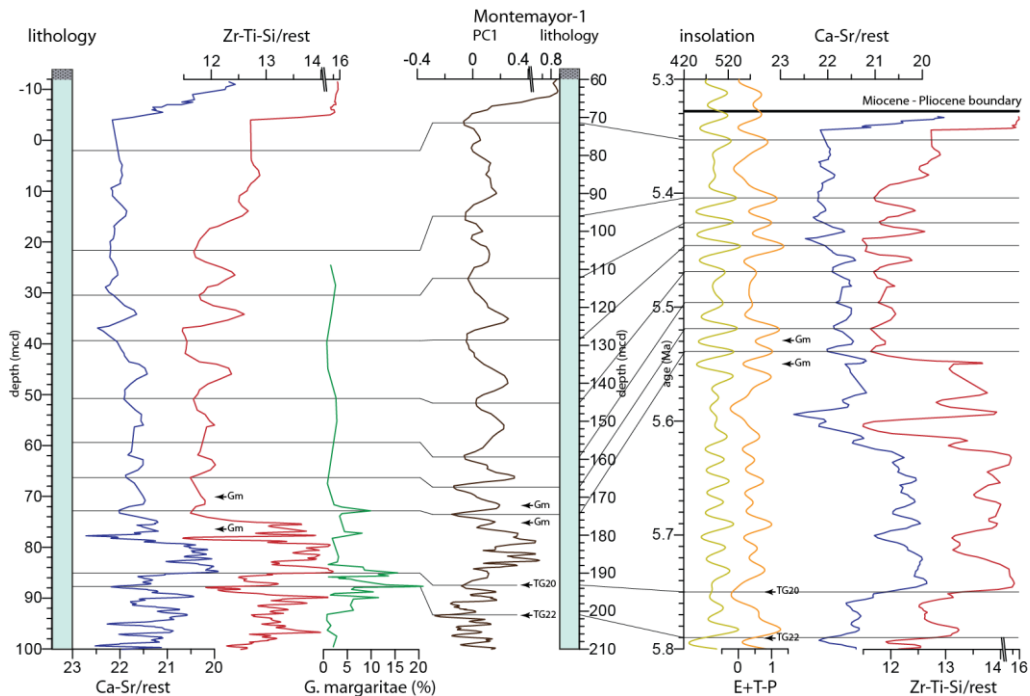 Montemayor-1
lithology Zr-Ti-Si/rest PC1 lithology insolation Ca-Sr/rest
12 13 14 16 -0.4 0 0.4 0.8 420 520 22 21 20
0 23
-10
0
10
20
30
40
50
60
70
80
90
100
depth (mcd)
Gm
Gm
60
70
80
90
100
110
120
130
140
150
160
170
180
190
200
210
depth (mcd)
Gm
Gm
TG20
TG22
5.3
5.4
5.5
5.6
5.7
5.8
age (Ma)
Miocene - Pliocene boundary
Gm
Gm
TG20
TG22
23 22 21 20 0 5 10 15 20 0 1 12 13 14 16
Ca-Sr/rest G. margaritae (%) E+T-P Zr-Ti-Si/rest